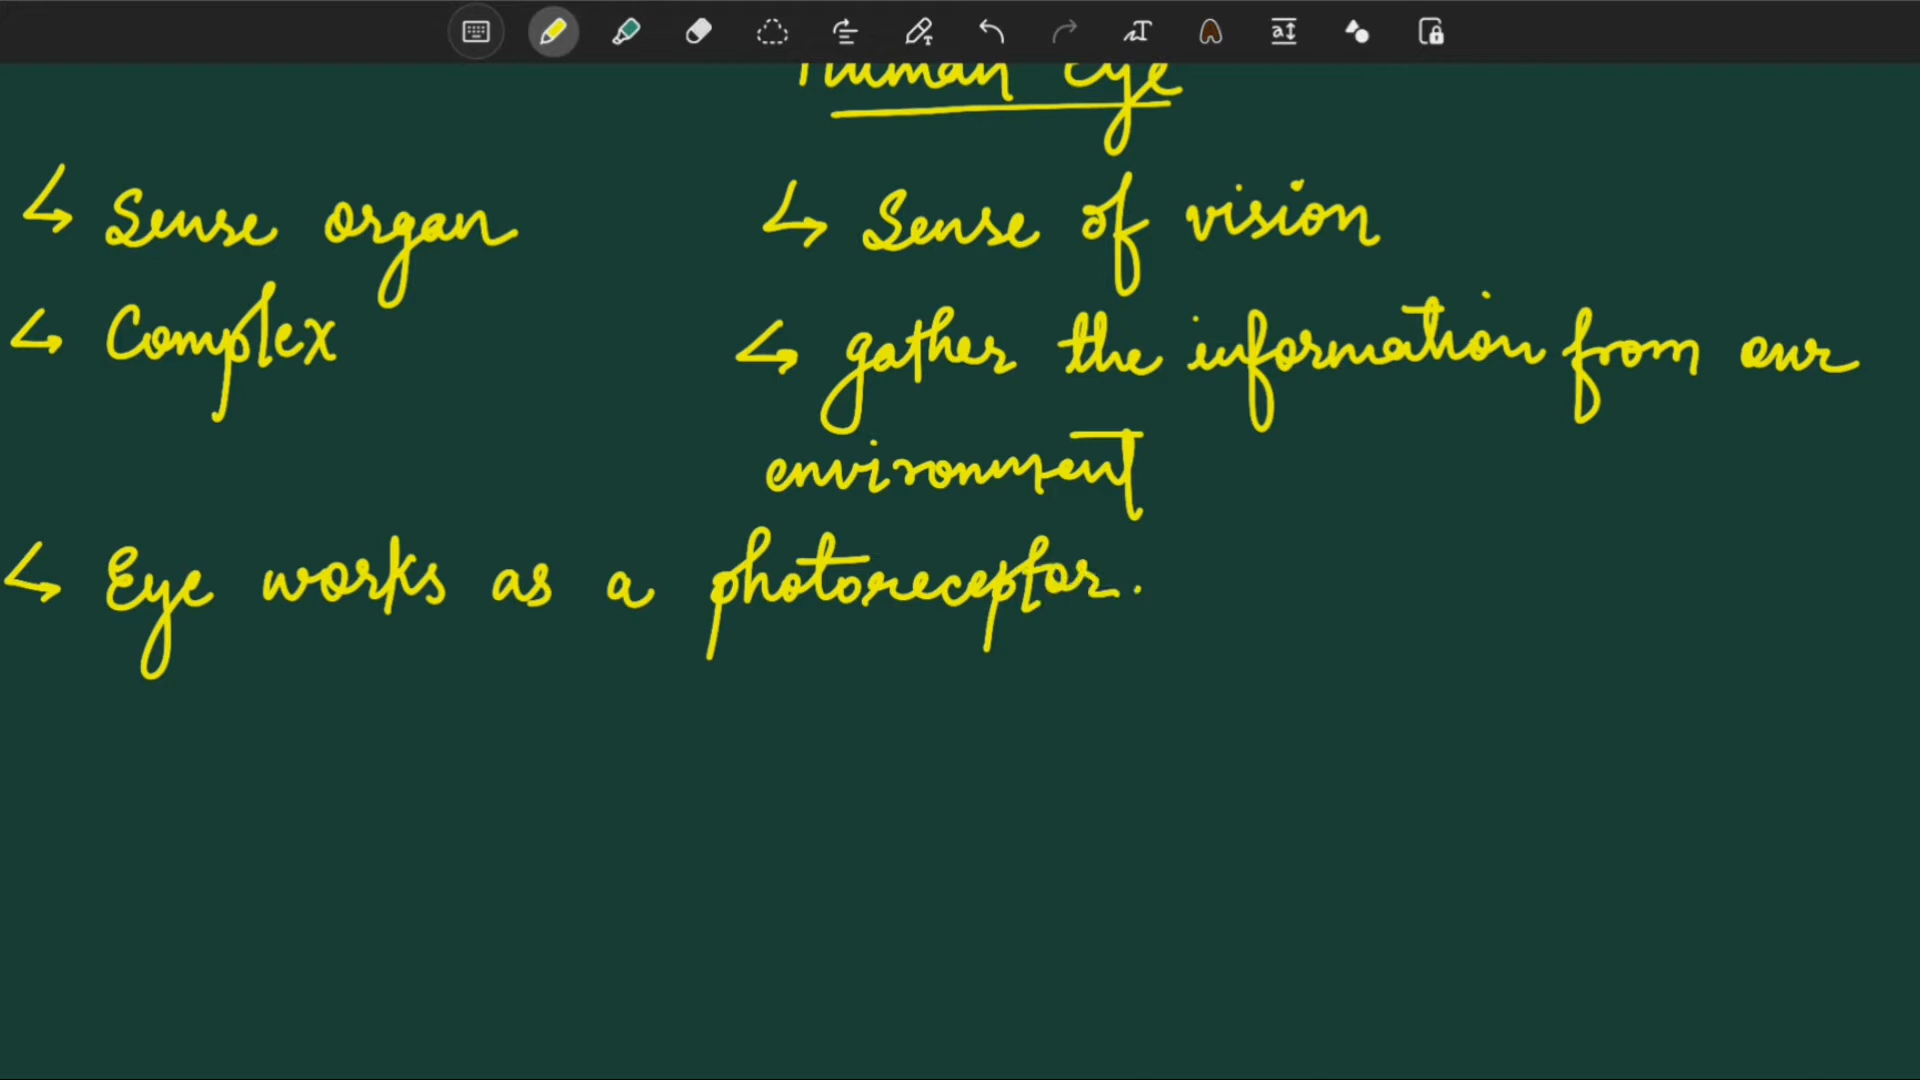 Human Eye
↳ Sense organ ↳ Sense of vision
↳ Complex ↳ gather the information from our
environment
↳ Eye works as a photoreceptor.